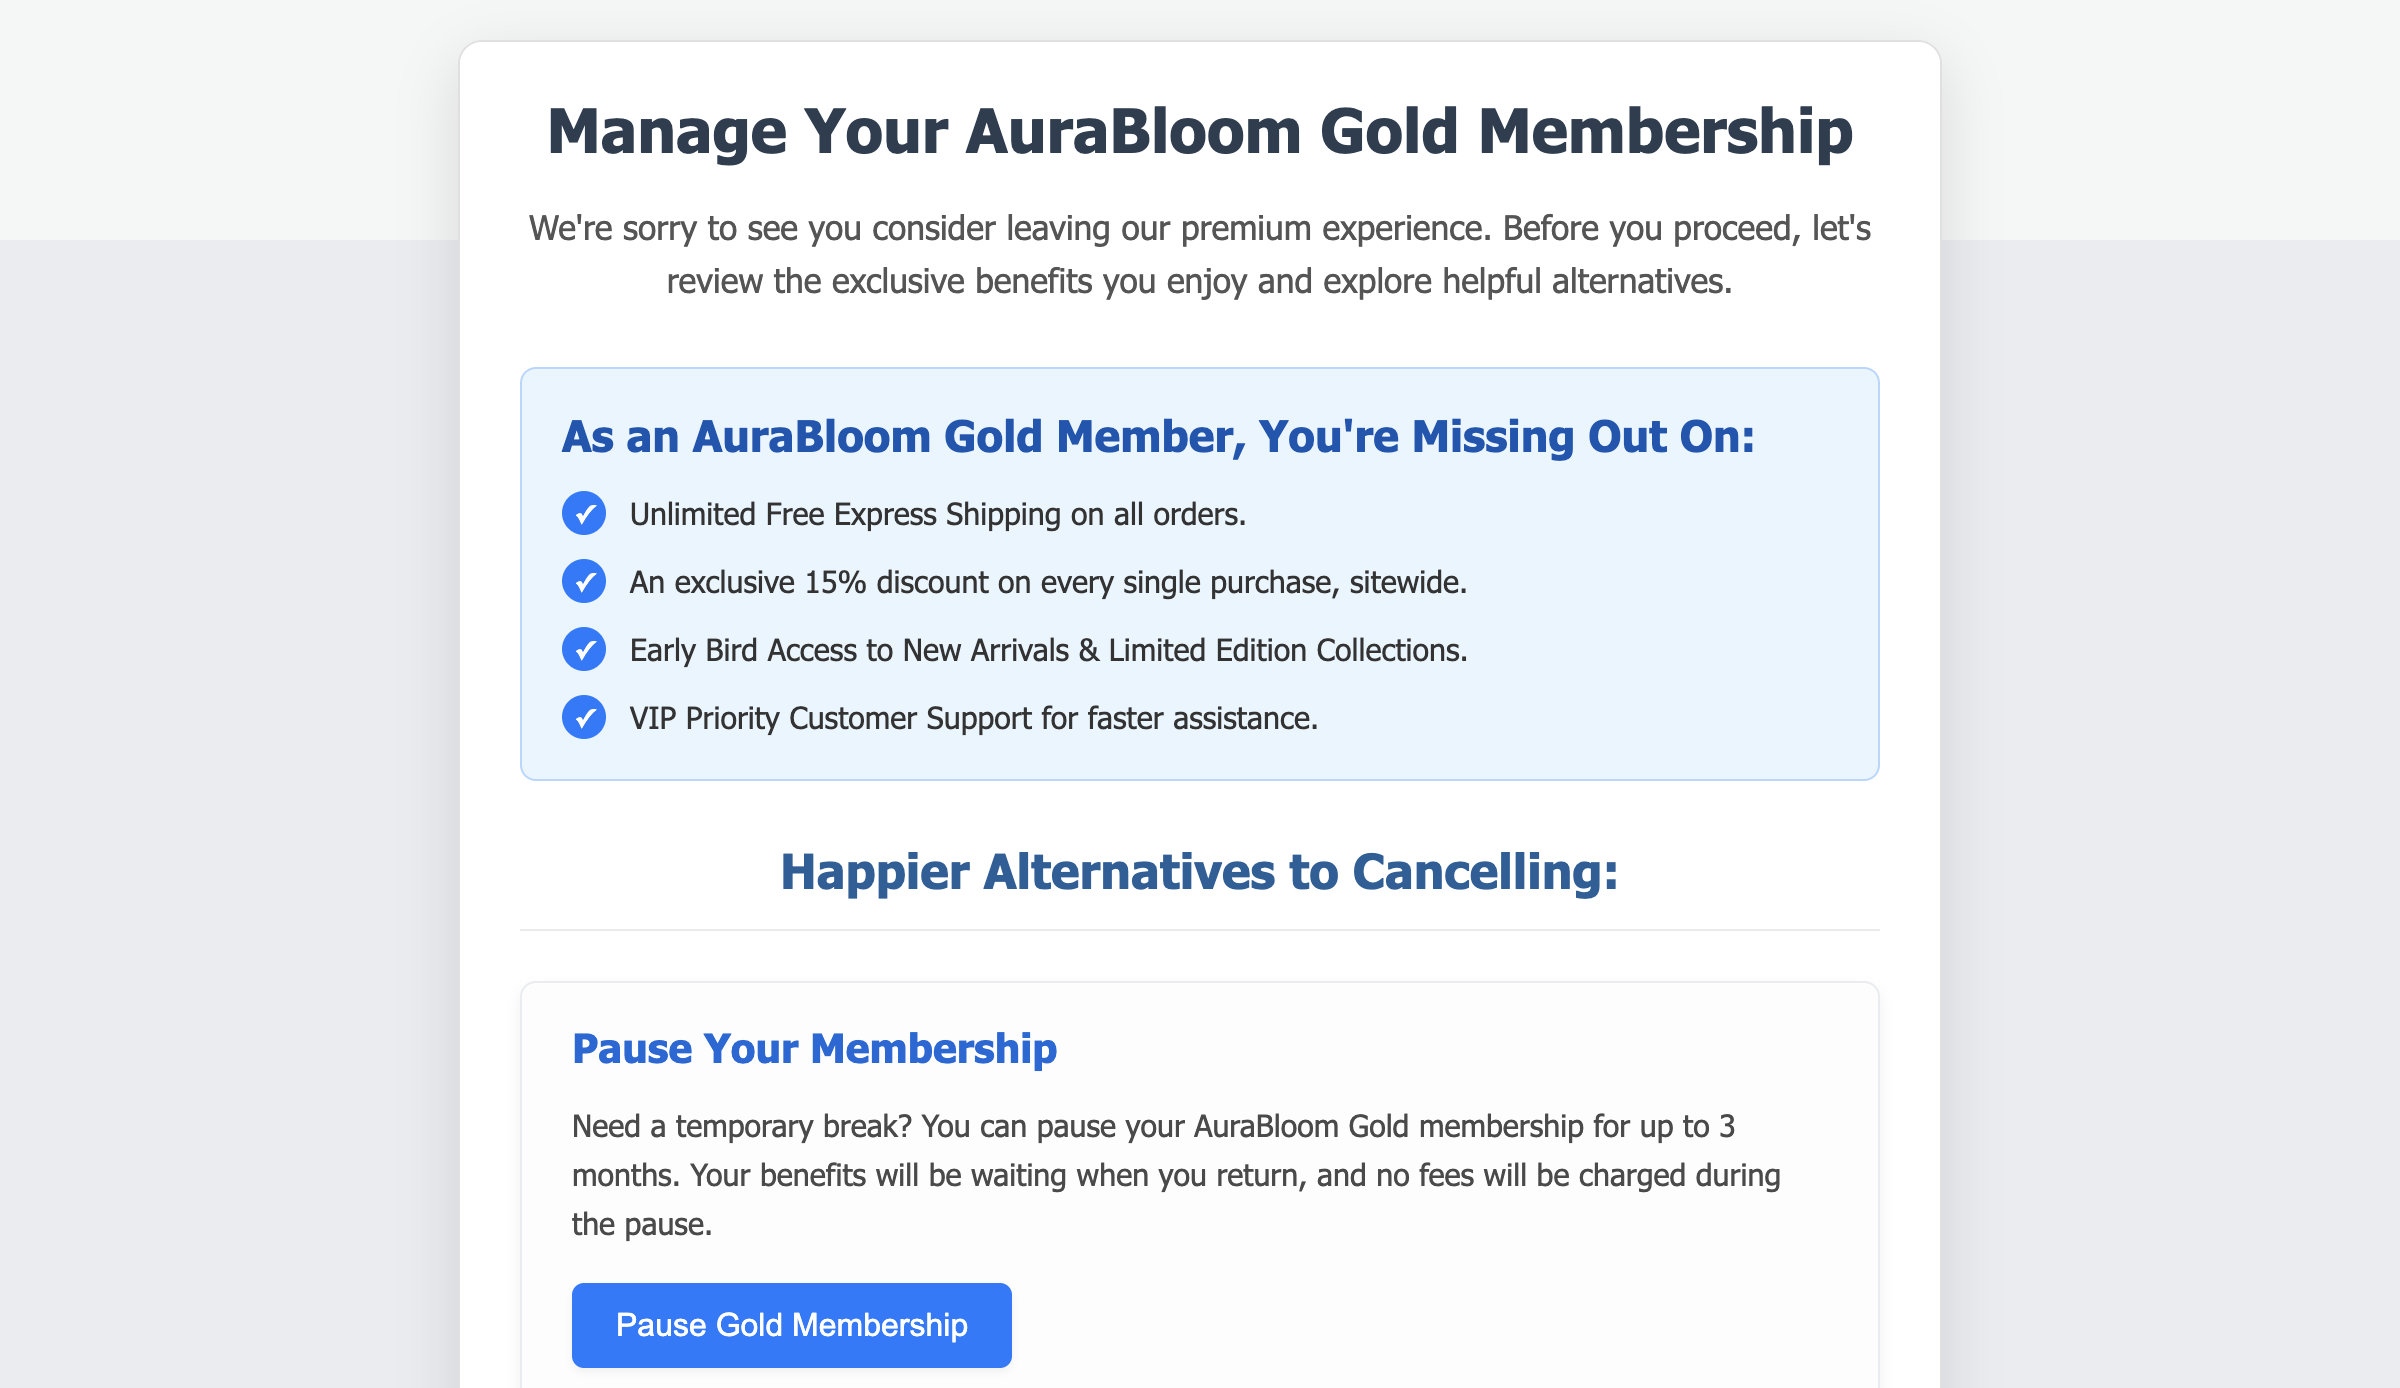 Manage Your AuraBloom Gold Membership
We're sorry to see you consider leaving our premium experience. Before you proceed, let's
review the exclusive benefits you enjoy and explore helpful alternatives.
As an AuraBloom Gold Member, You're Missing Out On:
✓ Unlimited Free Express Shipping on all orders.
✓ An exclusive 15% discount on every single purchase, sitewide.
✓ Early Bird Access to New Arrivals & Limited Edition Collections.
✓ VIP Priority Customer Support for faster assistance.
Happier Alternatives to Cancelling:
Pause Your Membership
Need a temporary break? You can pause your AuraBloom Gold membership for up to 3
months. Your benefits will be waiting when you return, and no fees will be charged during
the pause.
Pause Gold Membership